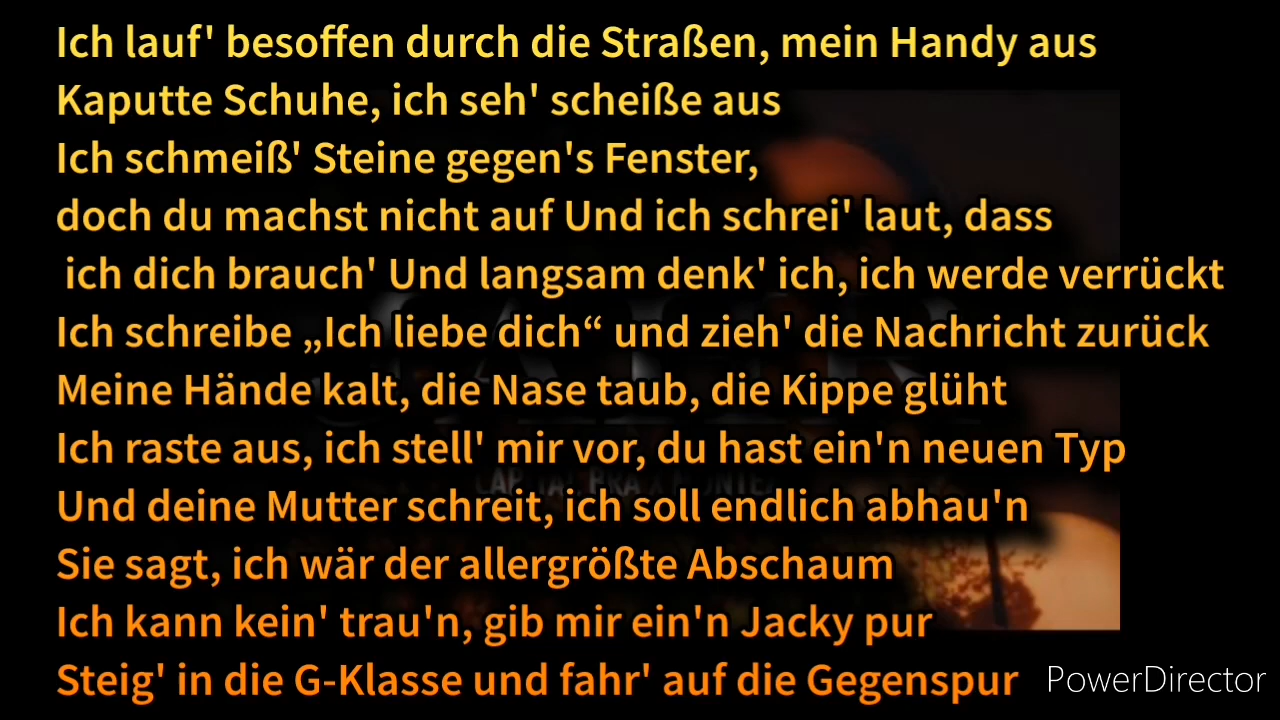 Ich lauf' besoffen durch die Straßen, mein Handy aus
Kaputte Schuhe, ich seh' scheiße aus
Ich schmeiß' Steine gegen's Fenster,
doch du machst nicht auf Und ich schrei' laut, dass
ich dich brauch' Und langsam denk' ich, ich werde verrückt
Ich schreibe „Ich liebe dich“ und zieh' die Nachricht zurück
Meine Hände kalt, die Nase taub, die Kippe glüht
Ich raste aus, ich stell' mir vor, du hast ein'n neuen Typ
Und deine Mutter schreit, ich soll endlich abhau'n
Sie sagt, ich wär der allergrößte Abschaum
Ich kann kein' trau'n, gib mir ein'n Jacky pur
Steig' in die G-Klasse und fahr' auf die Gegenspur
PowerDirector